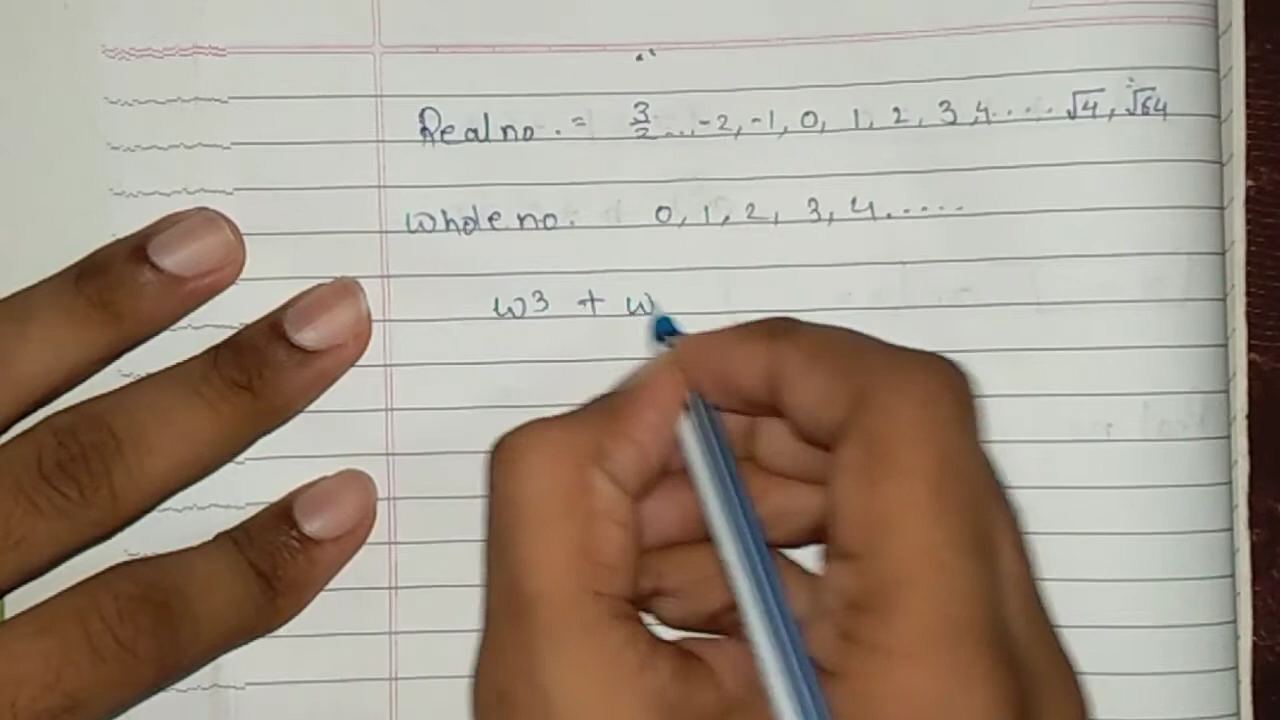 Real no. = 3/2 ... -2, -1, 0, 1, 2, 3 4. . . . √4, ³√64
whole no. 0, 1, 2, 3, 4. . . . .
w3 + w